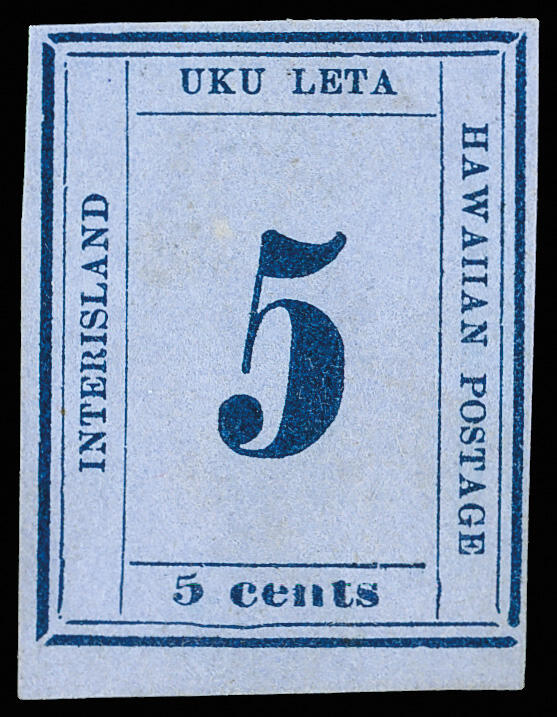 UKU LETA
INTERISLAND
HAWAIIAN POSTAGE
5
5 cents